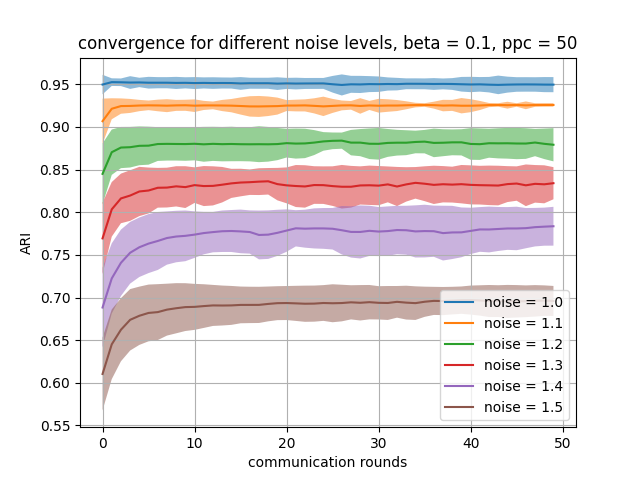 convergence for different noise levels, beta = 0.1, ppc = 50
ARI
0.95
0.90
0.85
0.80
0.75
0.70
0.65
0.60
0.55
noise = 1.0
noise = 1.1
noise = 1.2
noise = 1.3
noise = 1.4
noise = 1.5
0 10 20 30 40 50
communication rounds